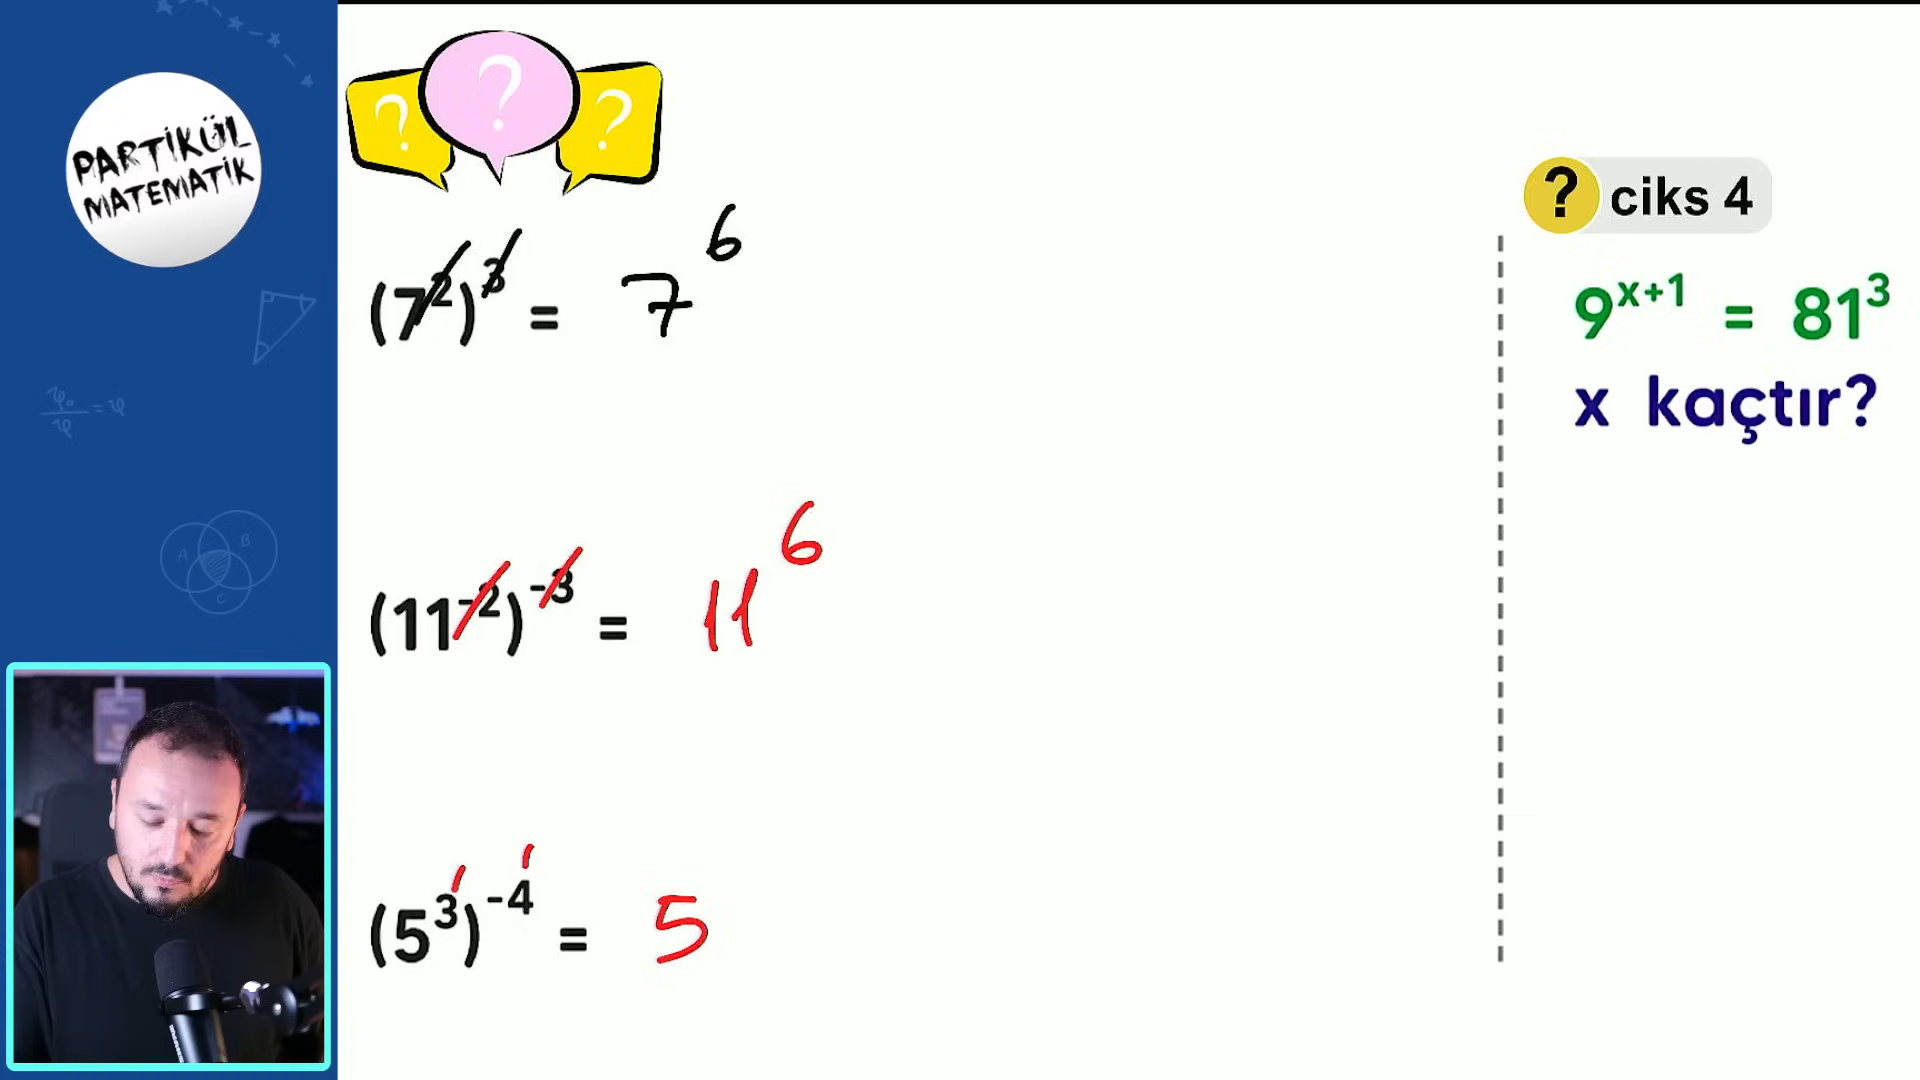 PARTİKÜL
MATEMATİK
? ? ?
(7²)³ = 7⁶
(11⁻²)⁻³ = 11⁶
(5³)⁻⁴ = 5
? ciks 4
9ˣ⁺¹ = 81³
x kaçtır?
A B
C